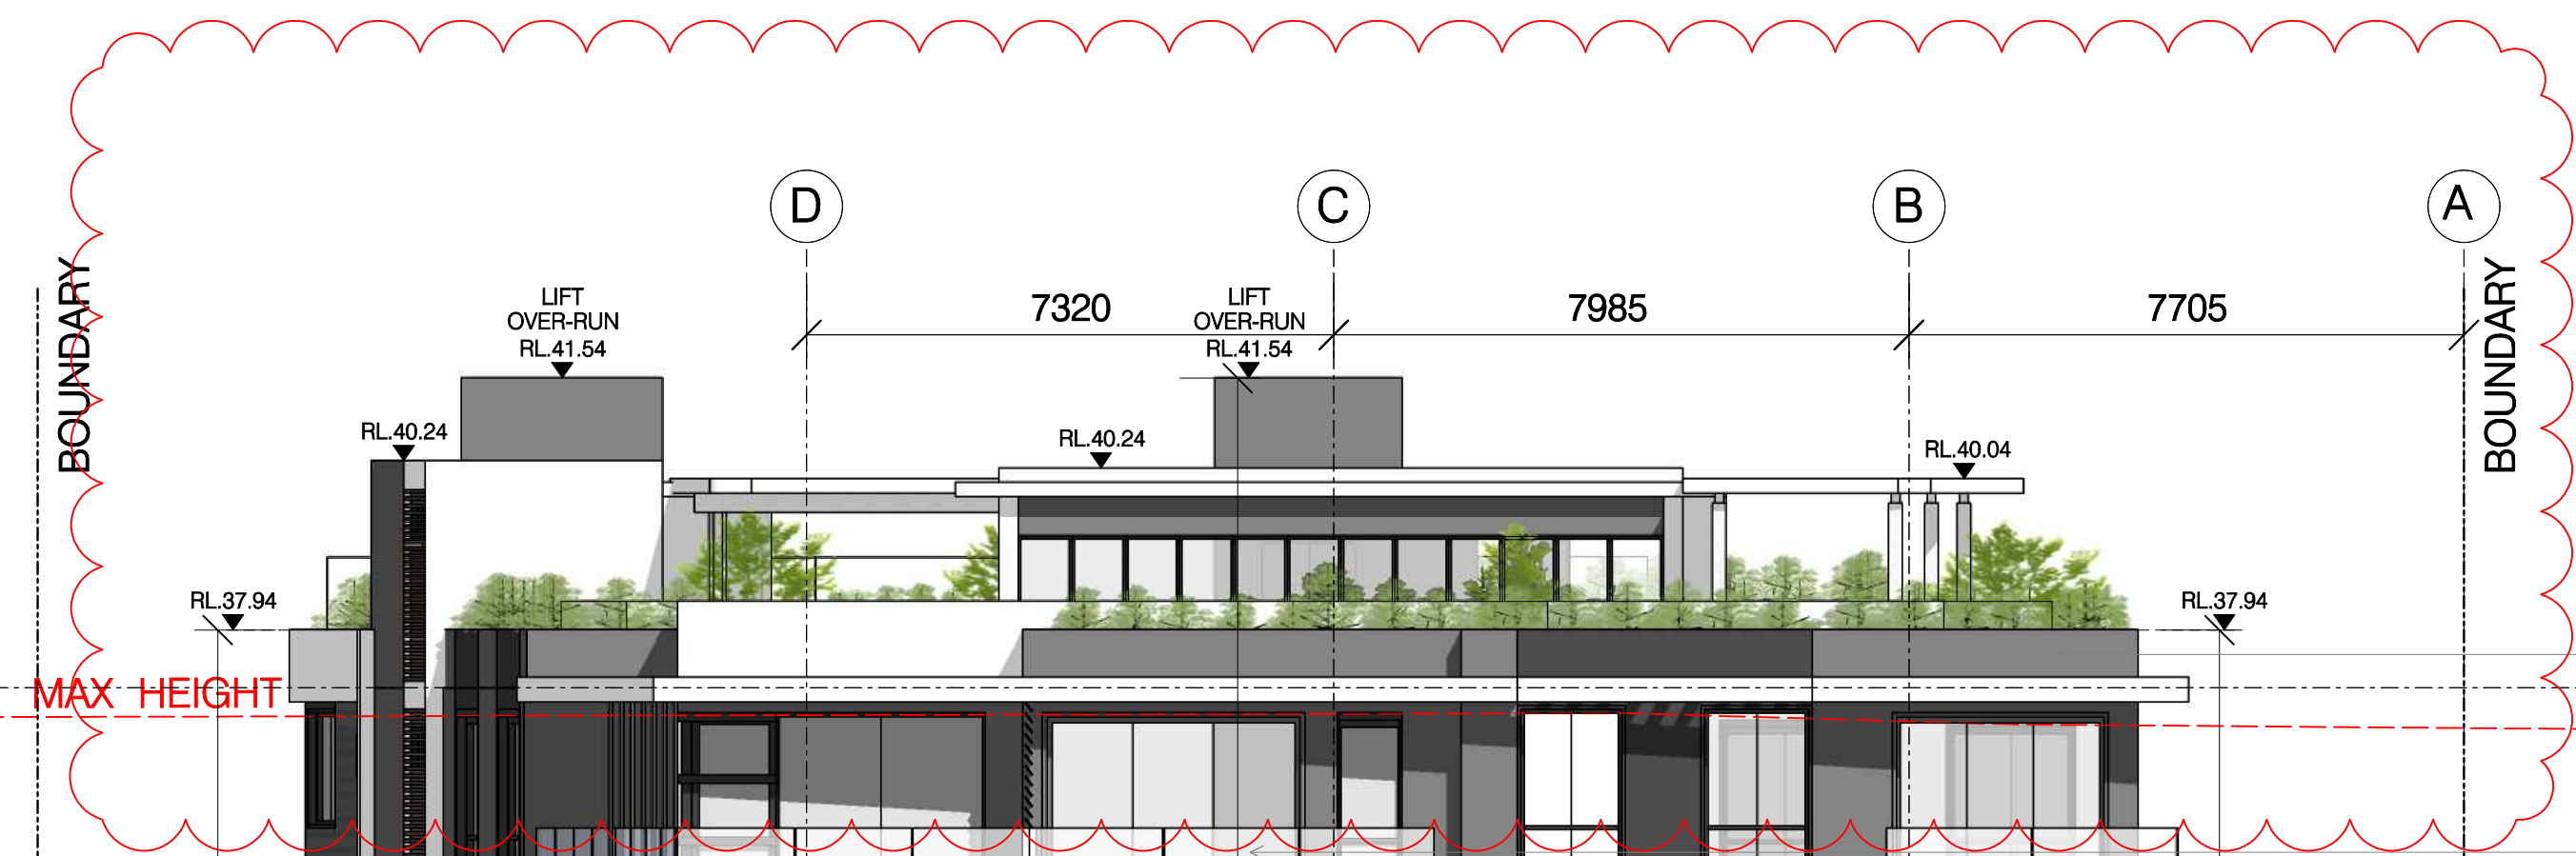 D
C
B
A
BOUNDARY
7320
7985
7705
BOUNDARY
LIFT
OVER-RUN
RL.41.54
LIFT
OVER-RUN
RL.41.54
RL.40.24
RL.40.24
RL.40.04
RL.37.94
RL.37.94
MAX HEIGHT